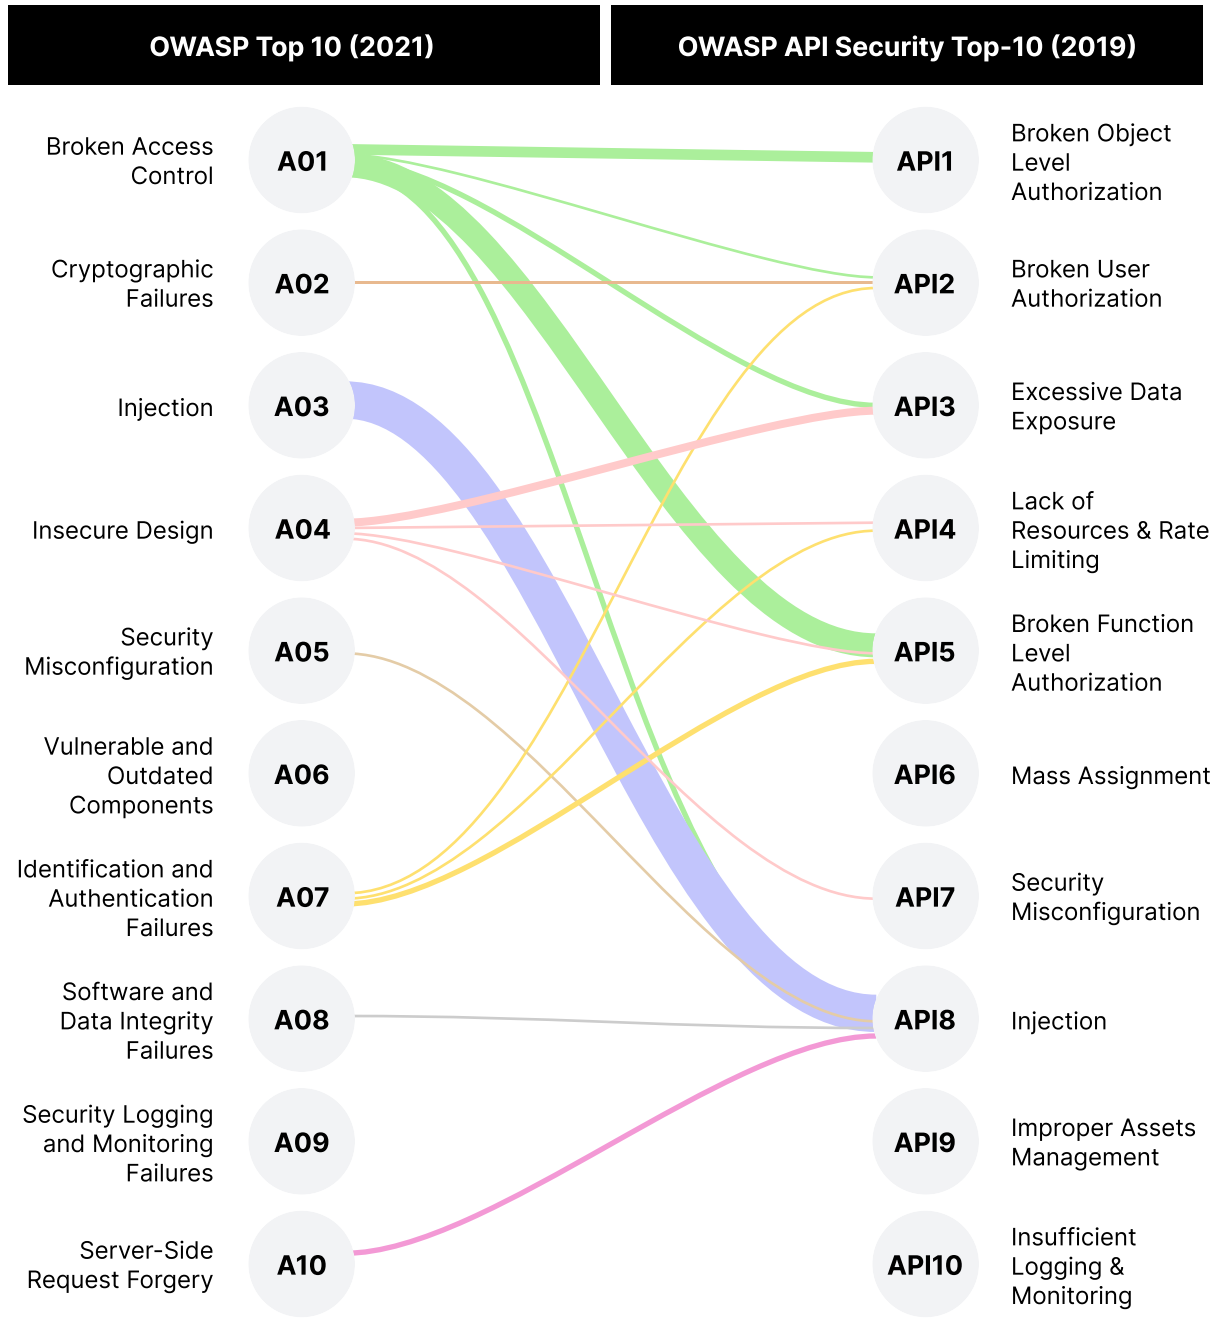 OWASP Top 10 (2021)
OWASP API Security Top-10 (2019)
Broken Access
Control
A01
API1
Broken Object
Level
Authorization
Cryptographic
Failures
A02
API2
Broken User
Authorization
Injection
A03
API3
Excessive Data
Exposure
Insecure Design
A04
API4
Lack of
Resources & Rate
Limiting
Security
Misconfiguration
A05
API5
Broken Function
Level
Authorization
Vulnerable and
Outdated
Components
A06
API6
Mass Assignment
Identification and
Authentication
Failures
A07
API7
Security
Misconfiguration
Software and
Data Integrity
Failures
A08
API8
Injection
Security Logging
and Monitoring
Failures
A09
API9
Improper Assets
Management
Server-Side
Request Forgery
A10
API10
Insufficient
Logging &
Monitoring